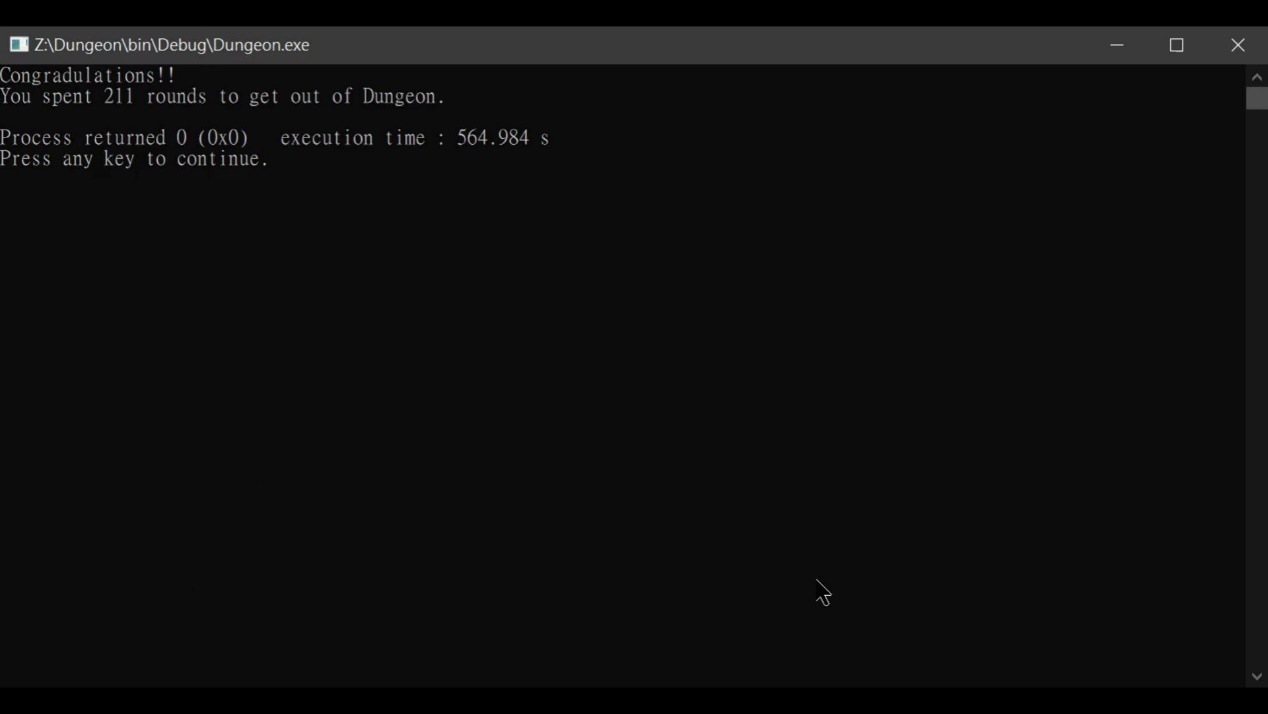 Z:\Dungeon\bin\Debug\Dungeon.exe
Congradulations!!
You spent 211 rounds to get out of Dungeon.
Process returned 0 (0x0)   execution time : 564.984 s
Press any key to continue.